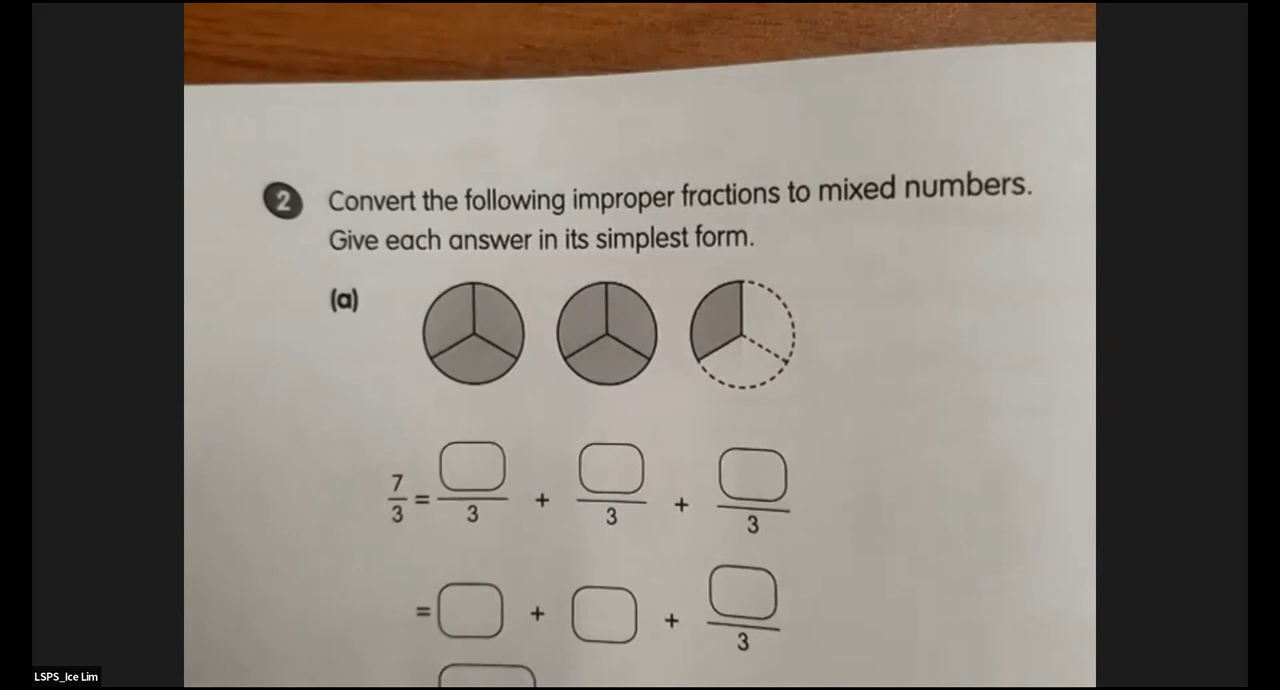 2 Convert the following improper fractions to mixed numbers.
Give each answer in its simplest form.
(a)
7/3 = /3 + /3 + /3
= + + /3
LSPS_Ice Lim